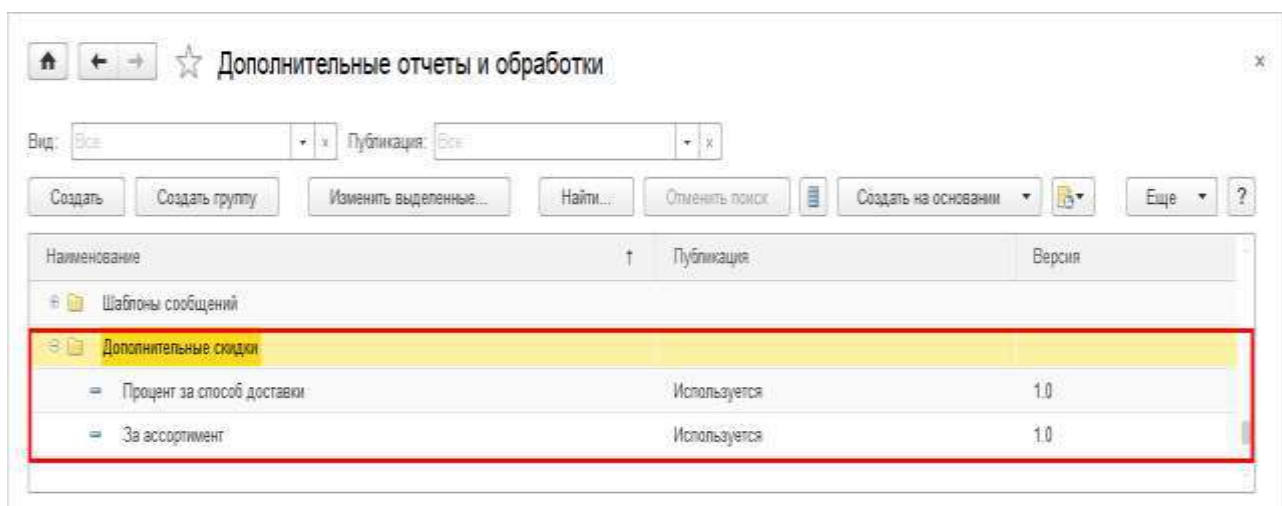 Дополнительные отчеты и обработки x
Вид: Все x Публикация: Все x
Создать Создать группу Изменить выделенные... Найти... Отменить поиск Создать на основании Еще ?
Наименование ↑ Публикация Версия
Шаблоны сообщений
Дополнительные скидки
Процент за способ доставки Используется 1.0
За ассортимент Используется 1.0